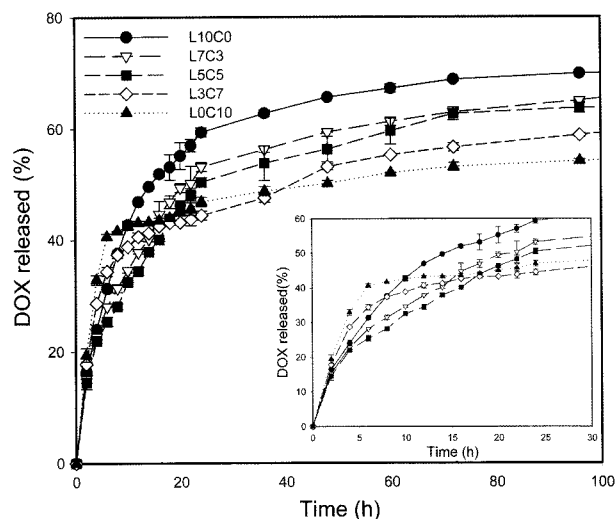 80
60
40
20
0
DOX released (%)
L10C0
L7C3
L5C5
L3C7
L0C10
60
50
40
30
20
10
0
DOX released(%)
0 5 10 15 20 25 30
Time (h)
0 20 40 60 80 100
Time (h)